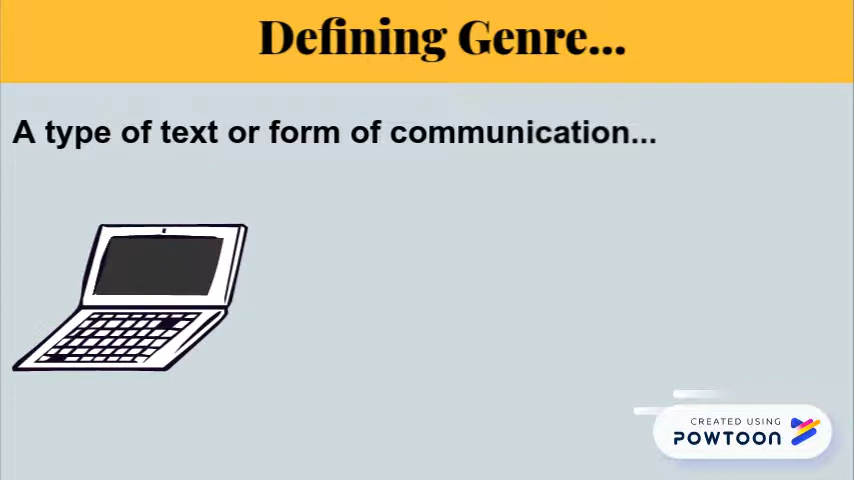 Defining Genre...
A type of text or form of communication...
CREATED USING
POWTOON